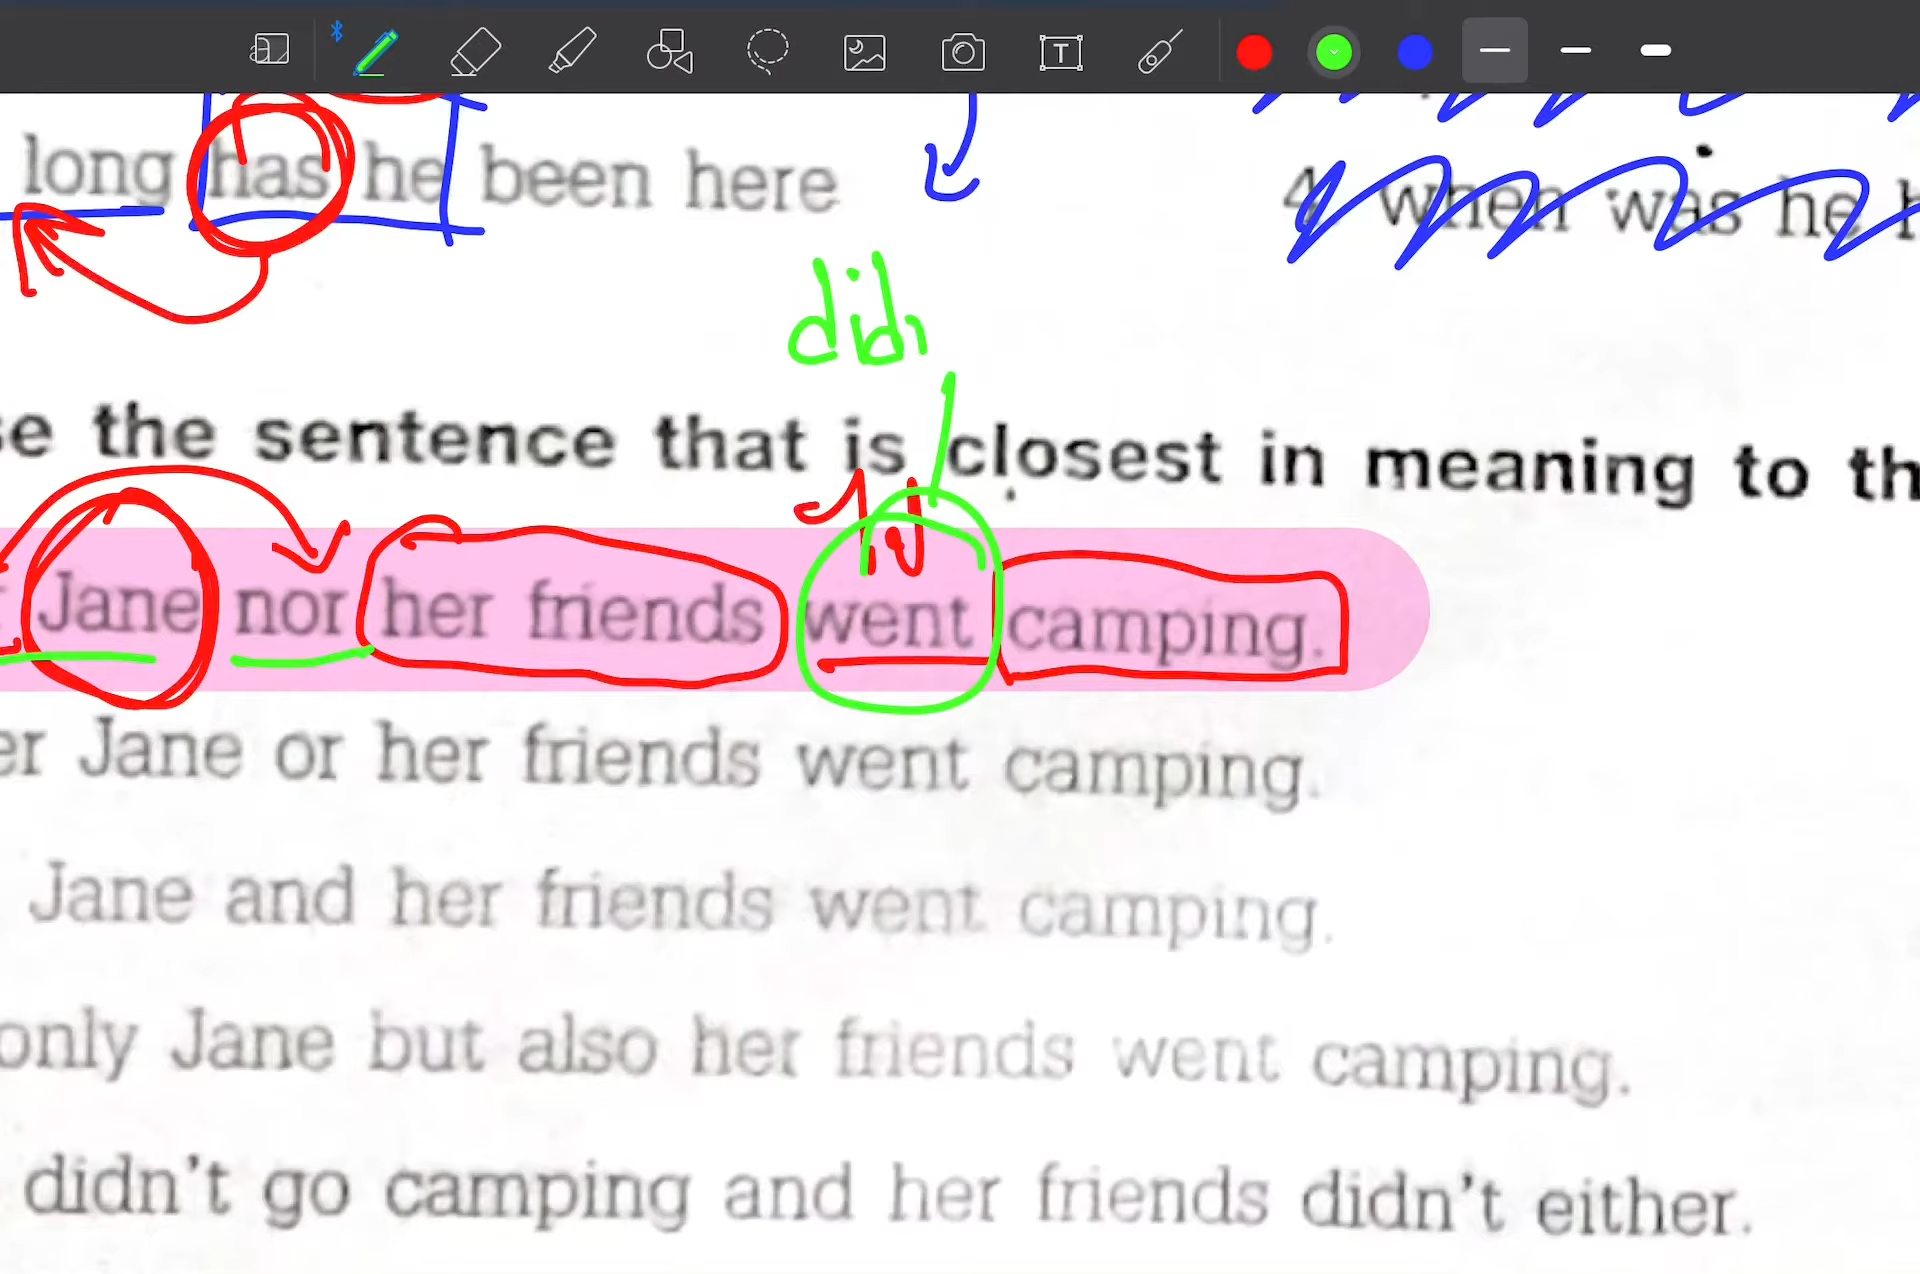 long has he been here
4 when was he h
didn
se the sentence that is closest in meaning to th
Jane nor her friends went camping.
er Jane or her friends went camping.
Jane and her friends went camping.
only Jane but also her friends went camping.
didn't go camping and her friends didn't either.